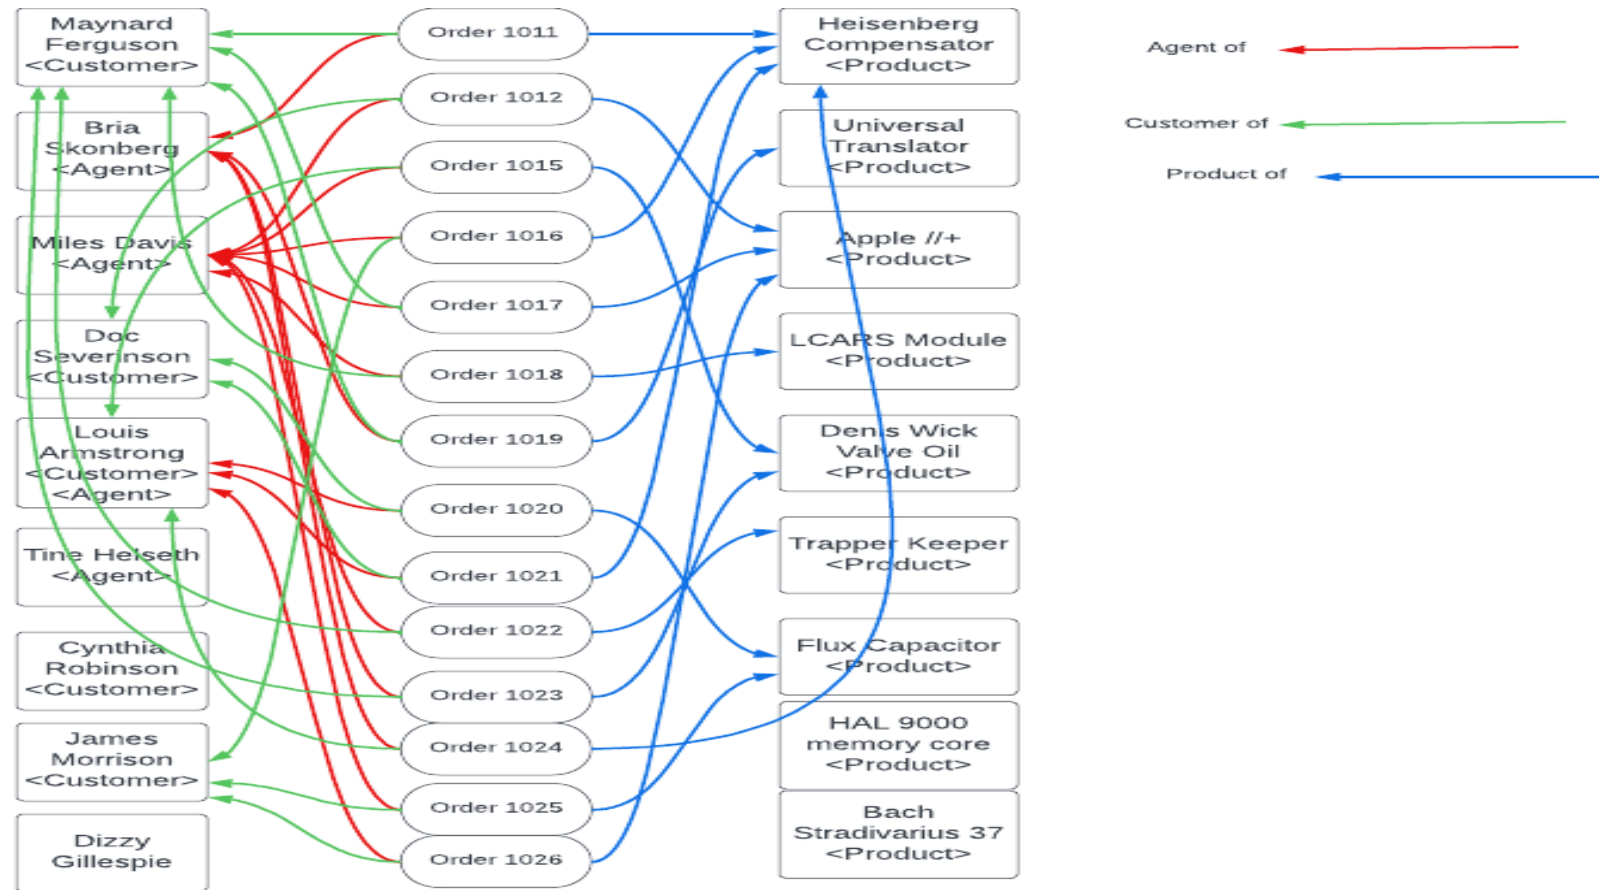 Maynard
Ferguson
<Customer>
Bria
Skonberg
<Agent>
Miles Davis
<Agent>
Doc
Severinson
<Customer>
Louis
Armstrong
<Customer>
<Agent>
Tine Helseth
<Agent>
Cynthia
Robinson
<Customer>
James
Morrison
<Customer>
Dizzy
Gillespie
Order 1011
Order 1012
Order 1015
Order 1016
Order 1017
Order 1018
Order 1019
Order 1020
Order 1021
Order 1022
Order 1023
Order 1024
Order 1025
Order 1026
Heisenberg
Compensator
<Product>
Universal
Translator
<Product>
Apple //+
<Product>
LCARS Module
<Product>
Denis Wick
Valve Oil
<Product>
Trapper Keeper
<Product>
Flux Capacitor
<Product>
HAL 9000
memory core
<Product>
Bach
Stradivarius 37
<Product>
Agent of
Customer of
Product of